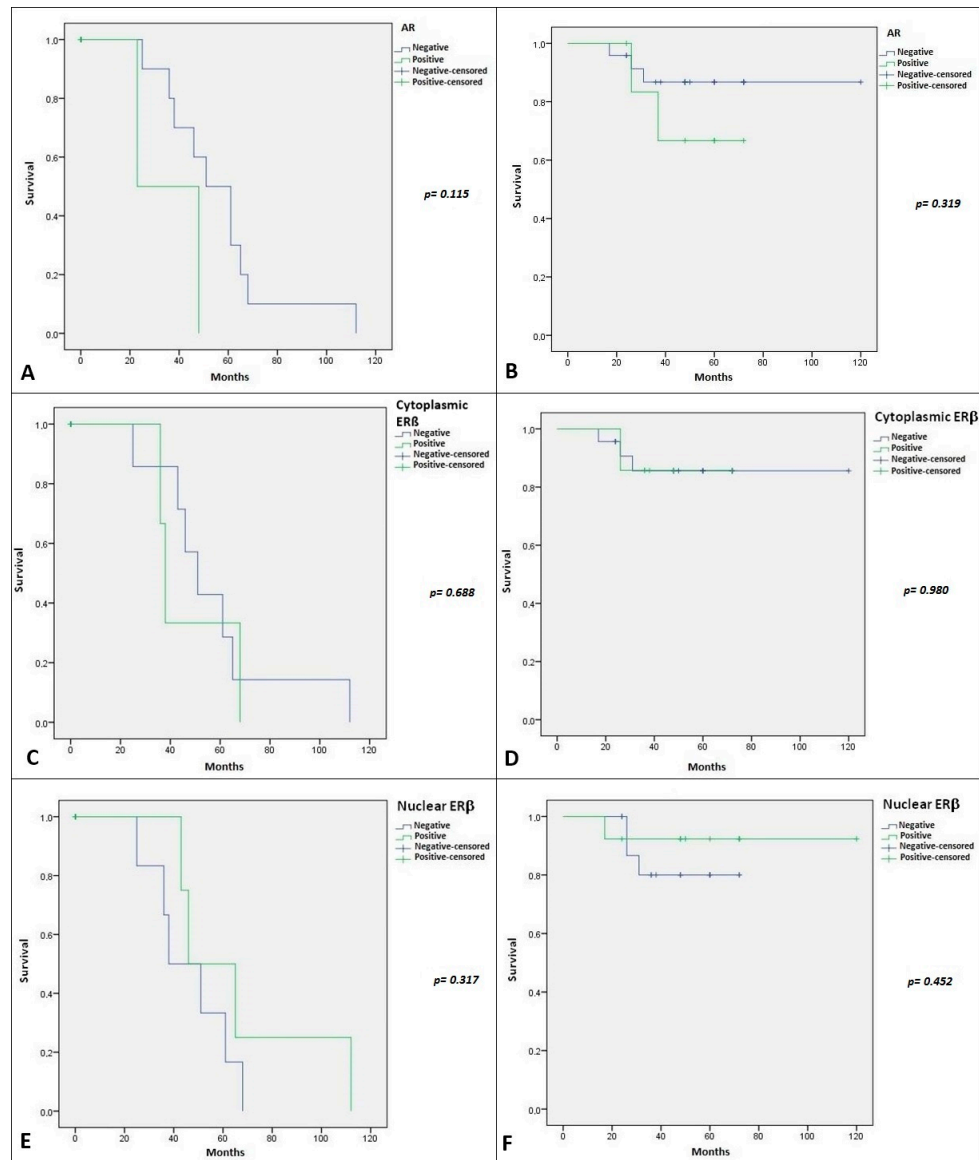 AR
Negative
Positive
Negative-censored
Positive-censored
1,0
0,8
0,6
0,4
0,2
0,0
Survival
p= 0.115
0 20 40 60 80 100 120
Months
A
AR
Negative
Positive
Negative-censored
Positive-censored
1,0
0,8
0,6
0,4
0,2
0,0
Survival
p= 0.319
0 20 40 60 80 100 120
Months
B
Cytoplasmic
ERß
Negative
Positive
Negative-censored
Positive-censored
1,0
0,8
0,6
0,4
0,2
0,0
Survival
p= 0.688
0 20 40 60 80 100 120
Months
C
Cytoplasmic ERβ
Negative
Positive
Negative-censored
Positive-censored
1,0
0,8
0,6
0,4
0,2
0,0
Survival
p= 0.980
0 20 40 60 80 100 120
Months
D
Nuclear ERβ
Negative
Positive
Negative-censored
Positive-censored
1,0
0,8
0,6
0,4
0,2
0,0
Survival
p= 0.317
0 20 40 60 80 100 120
Months
E
Nuclear ERβ
Negative
Positive
Negative-censored
Positive-censored
1,0
0,8
0,6
0,4
0,2
0,0
Survival
p= 0.452
0 20 40 60 80 100 120
Months
F